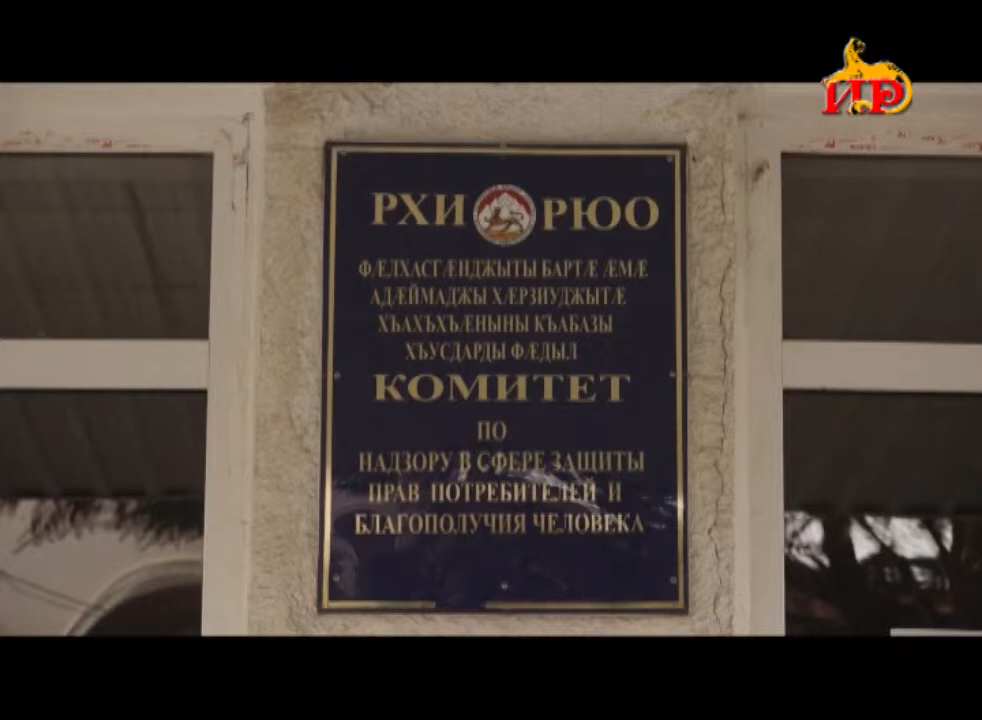 ИР
РХИ РЮО
ФÆЛХАСГÆНДЖЫТЫ БАРТÆ ÆМÆ
АДÆЙМАДЖЫ ХÆРЗИУДЖЫТÆ
ХЪАХЪХЪÆНЫНЫ КЪАБАЗЫ
ХЪУСДАРДЫ ФÆДЫЛ
КОМИТЕТ
ПО
НАДЗОРУ В СФЕРЕ ЗАЩИТЫ
ПРАВ ПОТРЕБИТЕЛЕЙ И
БЛАГОПОЛУЧИЯ ЧЕЛОВЕКА